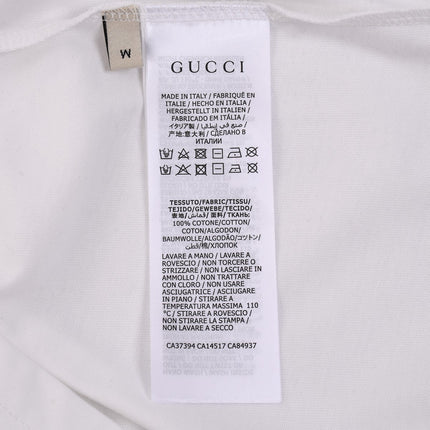 M
GUCCI
MADE IN ITALY / FABRIQUÉ EN
ITALIE / HECHO EN ITALIA /
HERGESTELLT IN ITALIEN /
FABRICADO EM ITÁLIA /
イタリア製 / صنع في إيطاليا /
产地:意大利 / СДЕЛАНО В
ИТАЛИИ
TESSUTO/FABRIC/TISSU/
TEJIDO/GEWEBE/TECIDO/
表地/قماش/面料/ТКАНЬ:
100% COTONE/COTTON/
COTON/ALGODON/
BAUMWOLLE/ALGODÃO/コットン/
قطن/棉/ХЛОПОК
LAVARE A MANO / LAVARE A
ROVESCIO / NON TORCERE O
STRIZZARE / NON LASCIARE IN
AMMOLLO / NON TRATTARE
CON CLORO / NON USARE
ASCIUGATRICE / ASCIUGARE
IN PIANO / STIRARE A
TEMPERATURA MASSIMA 110
°C / STIRARE A ROVESCIO /
NON STIRARE LA STAMPA /
NON LAVARE A SECCO
CA37394 CA14517 CA84937